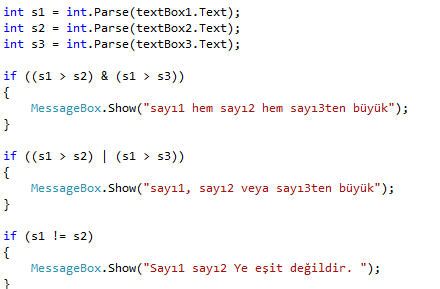 int s1 = int.Parse(textBox1.Text);
int s2 = int.Parse(textBox2.Text);
int s3 = int.Parse(textBox3.Text);
if ((s1 > s2) & (s1 > s3))
{
MessageBox.Show("sayı1 hem sayı2 hem sayı3ten büyük");
}
if ((s1 > s2) | (s1 > s3))
{
MessageBox.Show("sayı1, sayı2 veya sayı3ten büyük");
}
if (s1 != s2)
{
MessageBox.Show("Sayı1 sayı2 Ye eşit değildir. ");
}